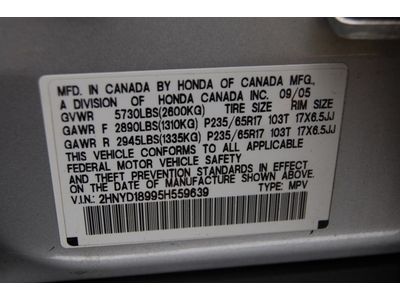 MFD. IN CANADA BY HONDA OF CANADA MFG.,
A DIVISION OF HONDA CANADA INC. 09/05
GVWR 5730LBS(2600KG) TIRE SIZE RIM SIZE
GAWR F 2890LBS(1310KG) P235/65R17 103T 17X6.5JJ
GAWR R 2945LBS(1335KG) P235/65R17 103T 17X6.5JJ
THIS VEHICLE CONFORMS TO ALL APPLICABLE
FEDERAL MOTOR VEHICLE SAFETY AND THEFT
PREVENTION STANDARDS IN EFFECT ON THE
DATE OF MANUFACTURE SHOWN ABOVE.
V.I.N.: 2HNYD18995H559639 TYPE: MPV